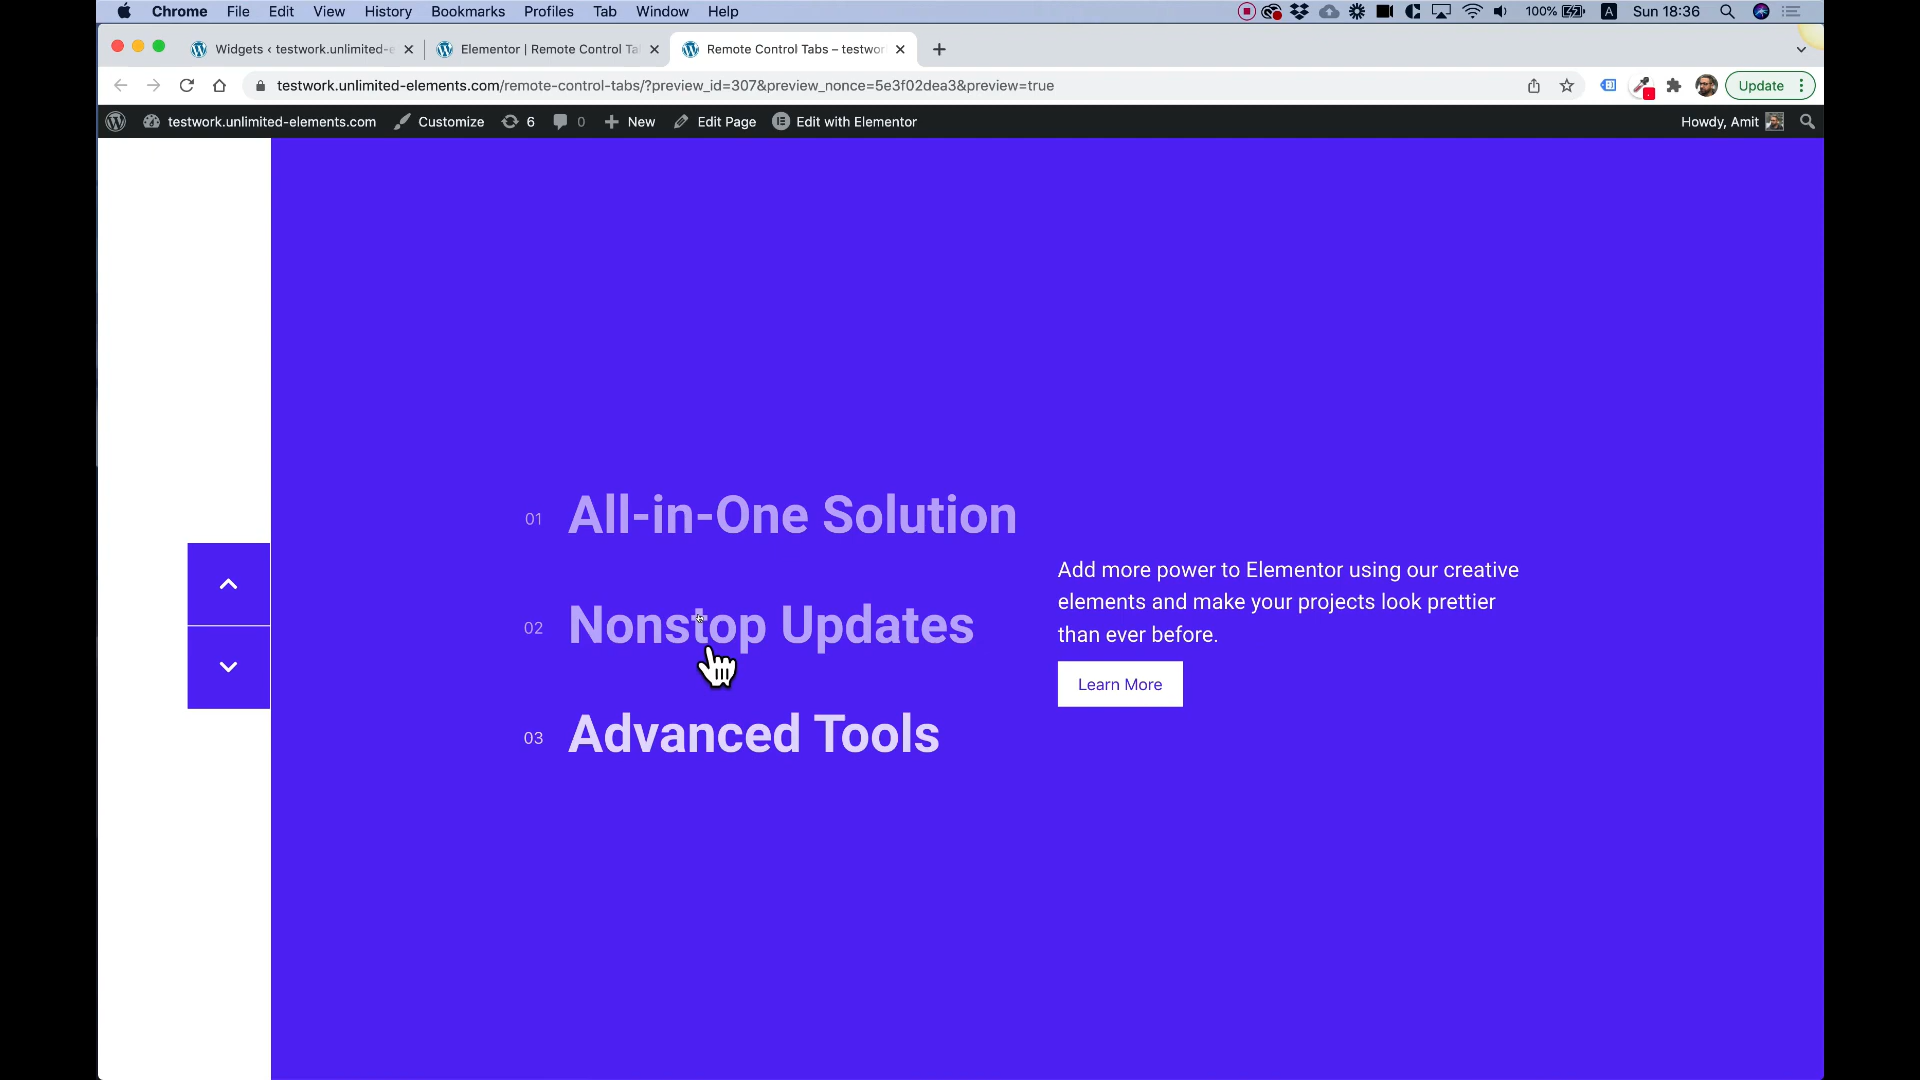 Chrome File Edit View History Bookmarks Profiles Tab Window Help 100% A Sun 18:36
Widgets ‹ testwork.unlimited-e Elementor | Remote Control Ta Remote Control Tabs – testwor
testwork.unlimited-elements.com/remote-control-tabs/?preview_id=307&preview_nonce=5e3f02dea3&preview=true Update
testwork.unlimited-elements.com Customize 6 0 New Edit Page Edit with Elementor Howdy, Amit
01 All-in-One Solution
02 Nonstop Updates
03 Advanced Tools
Add more power to Elementor using our creative
elements and make your projects look prettier
than ever before.
Learn More